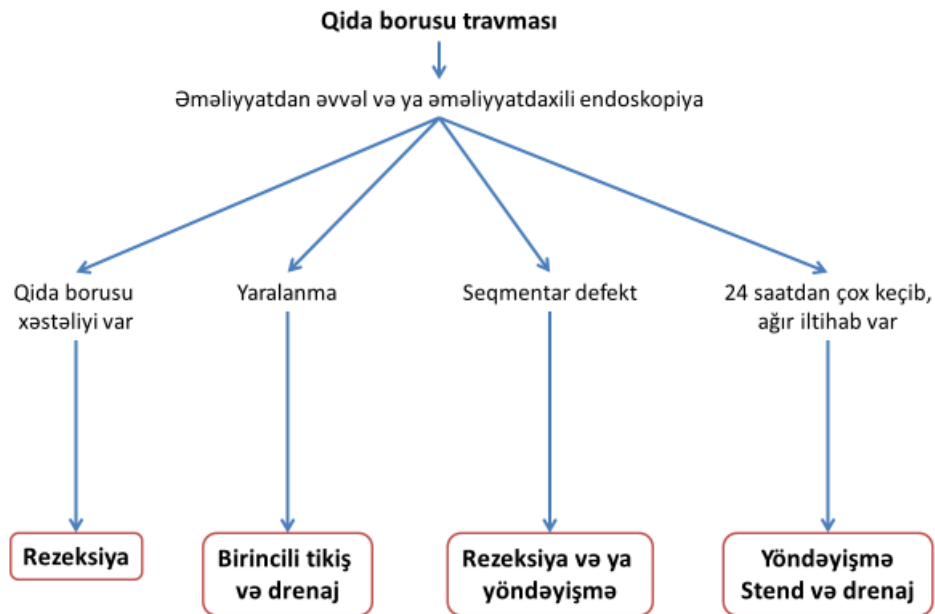 Qida borusu travması
Əməliyyatdan əvvəl və ya əməliyyatdaxili endoskopiya
Qida borusu
xəstəliyi var
Yaralanma
Seqmentar defekt
24 saatdan çox keçib,
ağır iltihab var
Rezeksiya
Birincili tikiş
və drenaj
Rezeksiya və ya
yöndəyişmə
Yöndəyişmə
Stend və drenaj